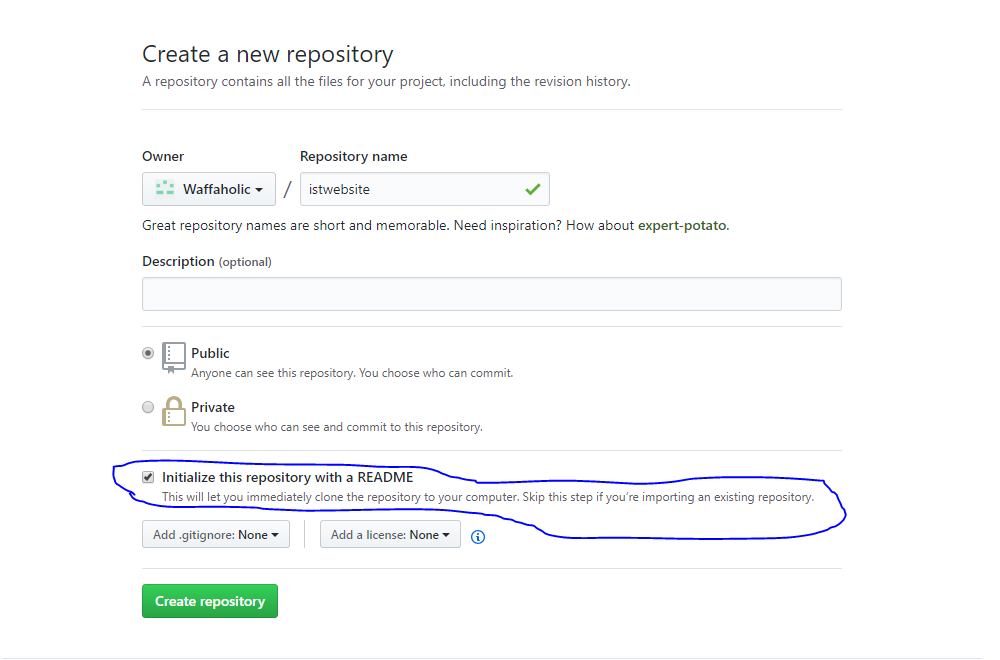 Create a new repository
A repository contains all the files for your project, including the revision history.
Owner Repository name
Waffaholic / istwebsite
Great repository names are short and memorable. Need inspiration? How about expert-potato.
Description (optional)
Public
Anyone can see this repository. You choose who can commit.
Private
You choose who can see and commit to this repository.
Initialize this repository with a README
This will let you immediately clone the repository to your computer. Skip this step if you're importing an existing repository.
Add .gitignore: None Add a license: None
Create repository